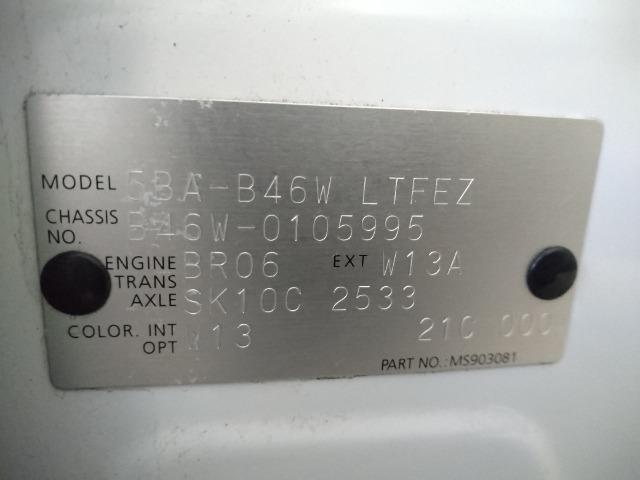 MODEL 5BA-B46W LTFEZ
CHASSIS NO. B46W-0105995
ENGINE BR06 EXT W13A
TRANS AXLE SK10C 2533
COLOR. INT OPT W13 21C 000
PART NO.: MS903081